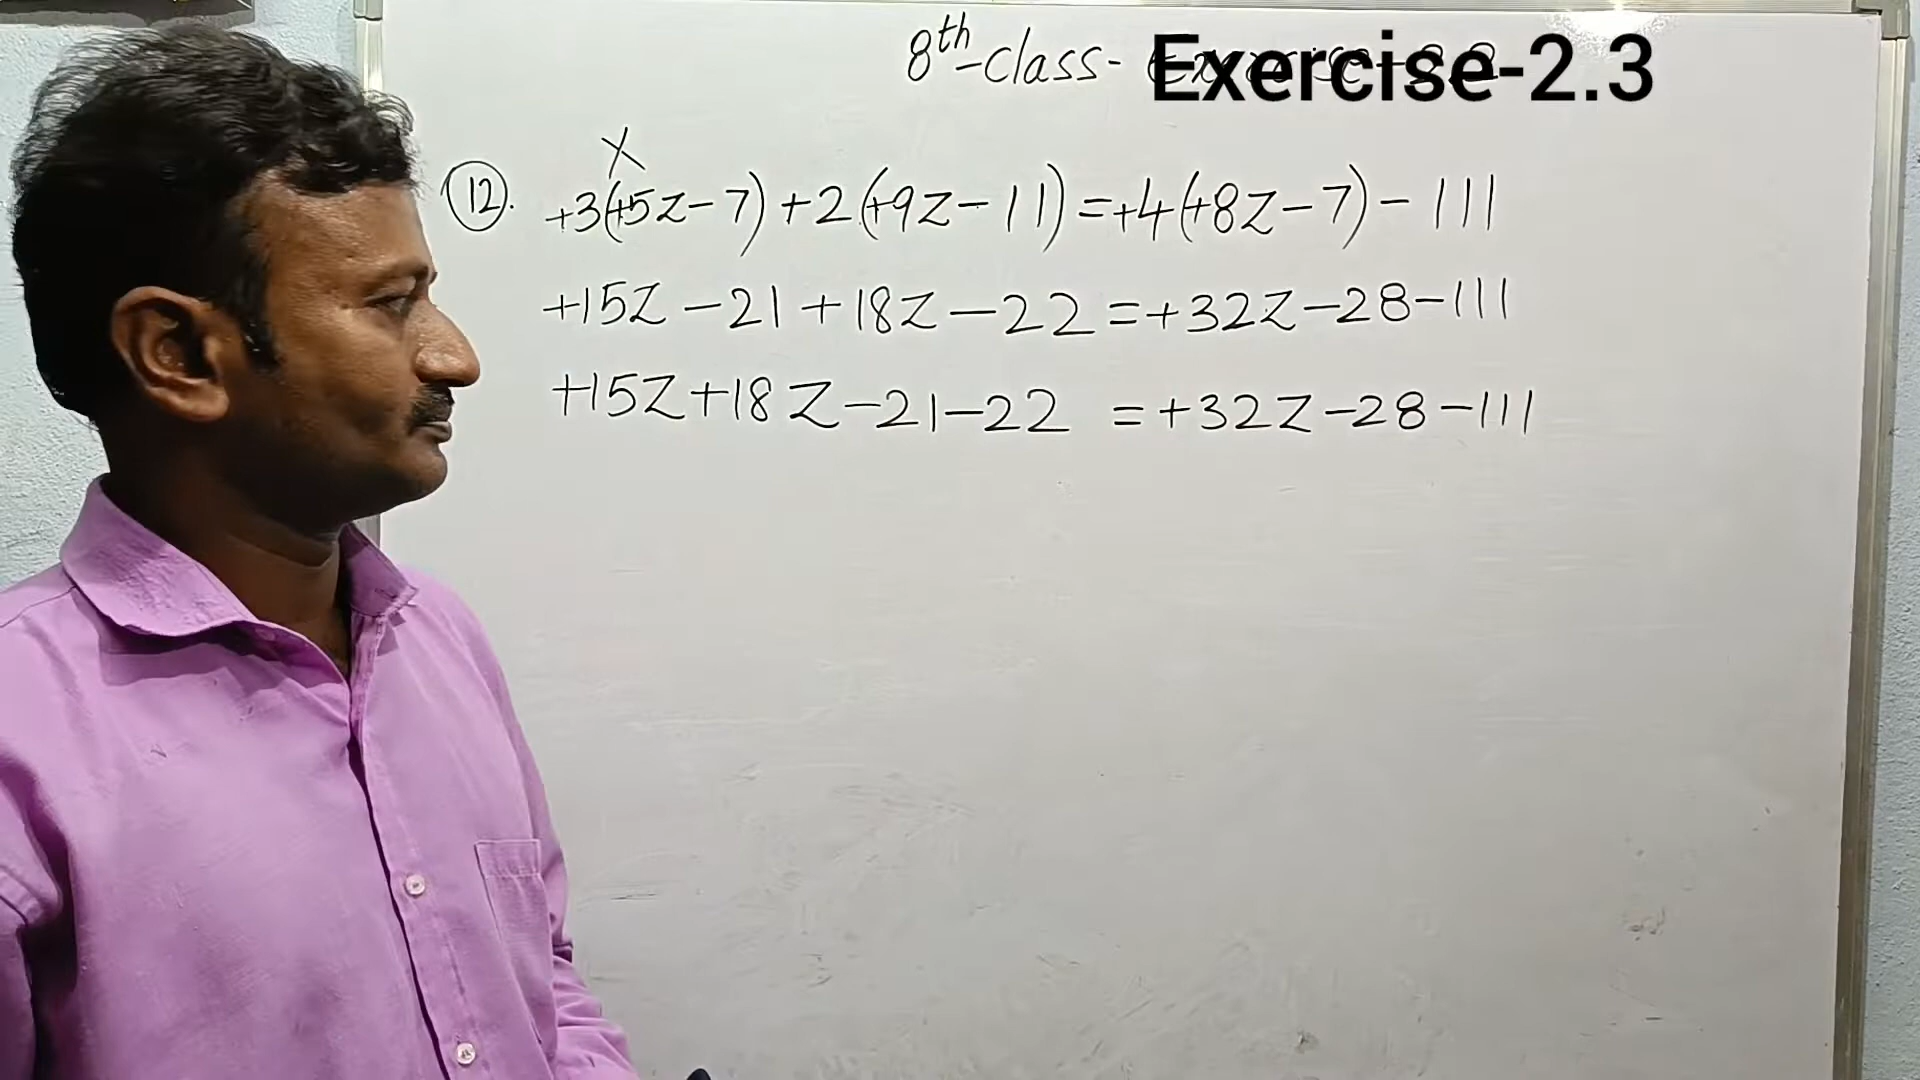 8th-class- Exercise-2.3
X
12. +3(+5z-7)+2(+9z-11)=+4(+8z-7)-111
+15z-21+18z-22=+32z-28-111
+15z+18z-21-22=+32z-28-111